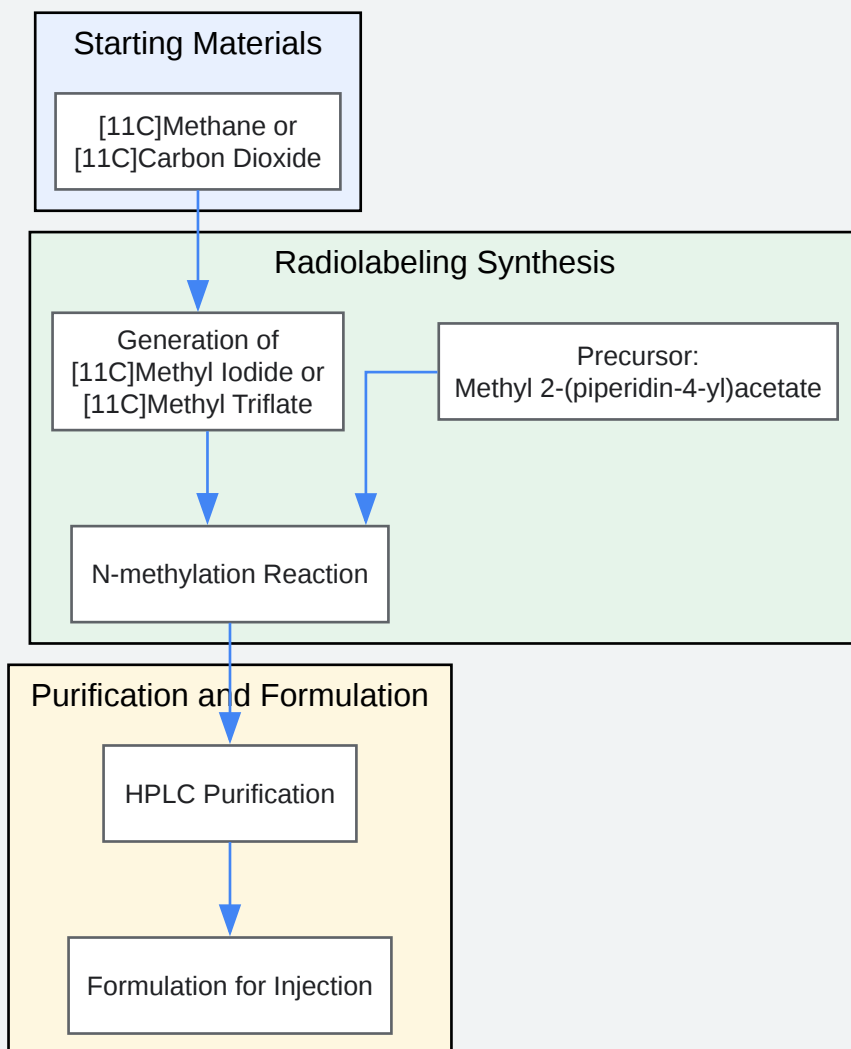 Starting Materials
[11C]Methane or
[11C]Carbon Dioxide
Radiolabeling Synthesis
Generation of
[11C]Methyl Iodide or
[11C]Methyl Triflate
Precursor:
Methyl 2-(piperidin-4-yl)acetate
N-methylation Reaction
Purification and Formulation
HPLC Purification
Formulation for Injection